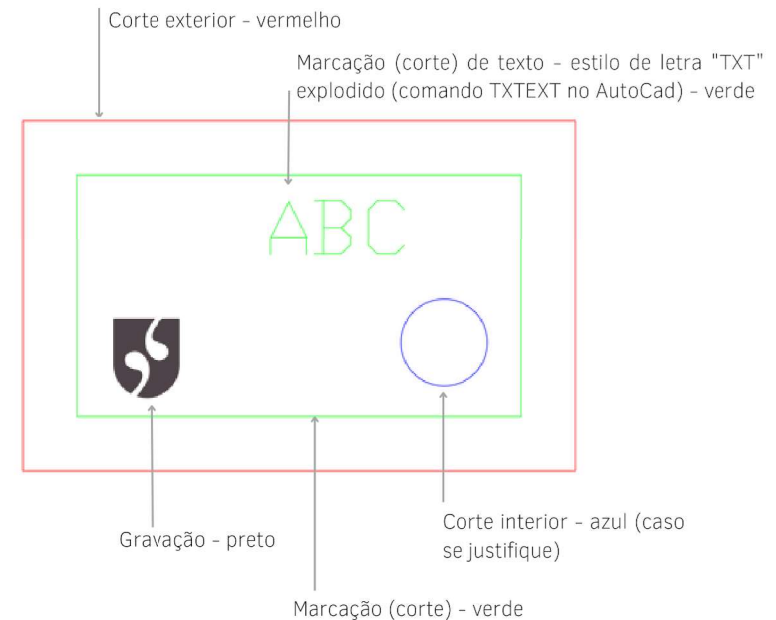 Corte exterior - vermelho
Marcação (corte) de texto - estilo de letra "TXT"
explodido (comando TXTEXT no AutoCad) - verde
ABC
Gravação - preto
Corte interior - azul (caso
se justifique)
Marcação (corte) - verde